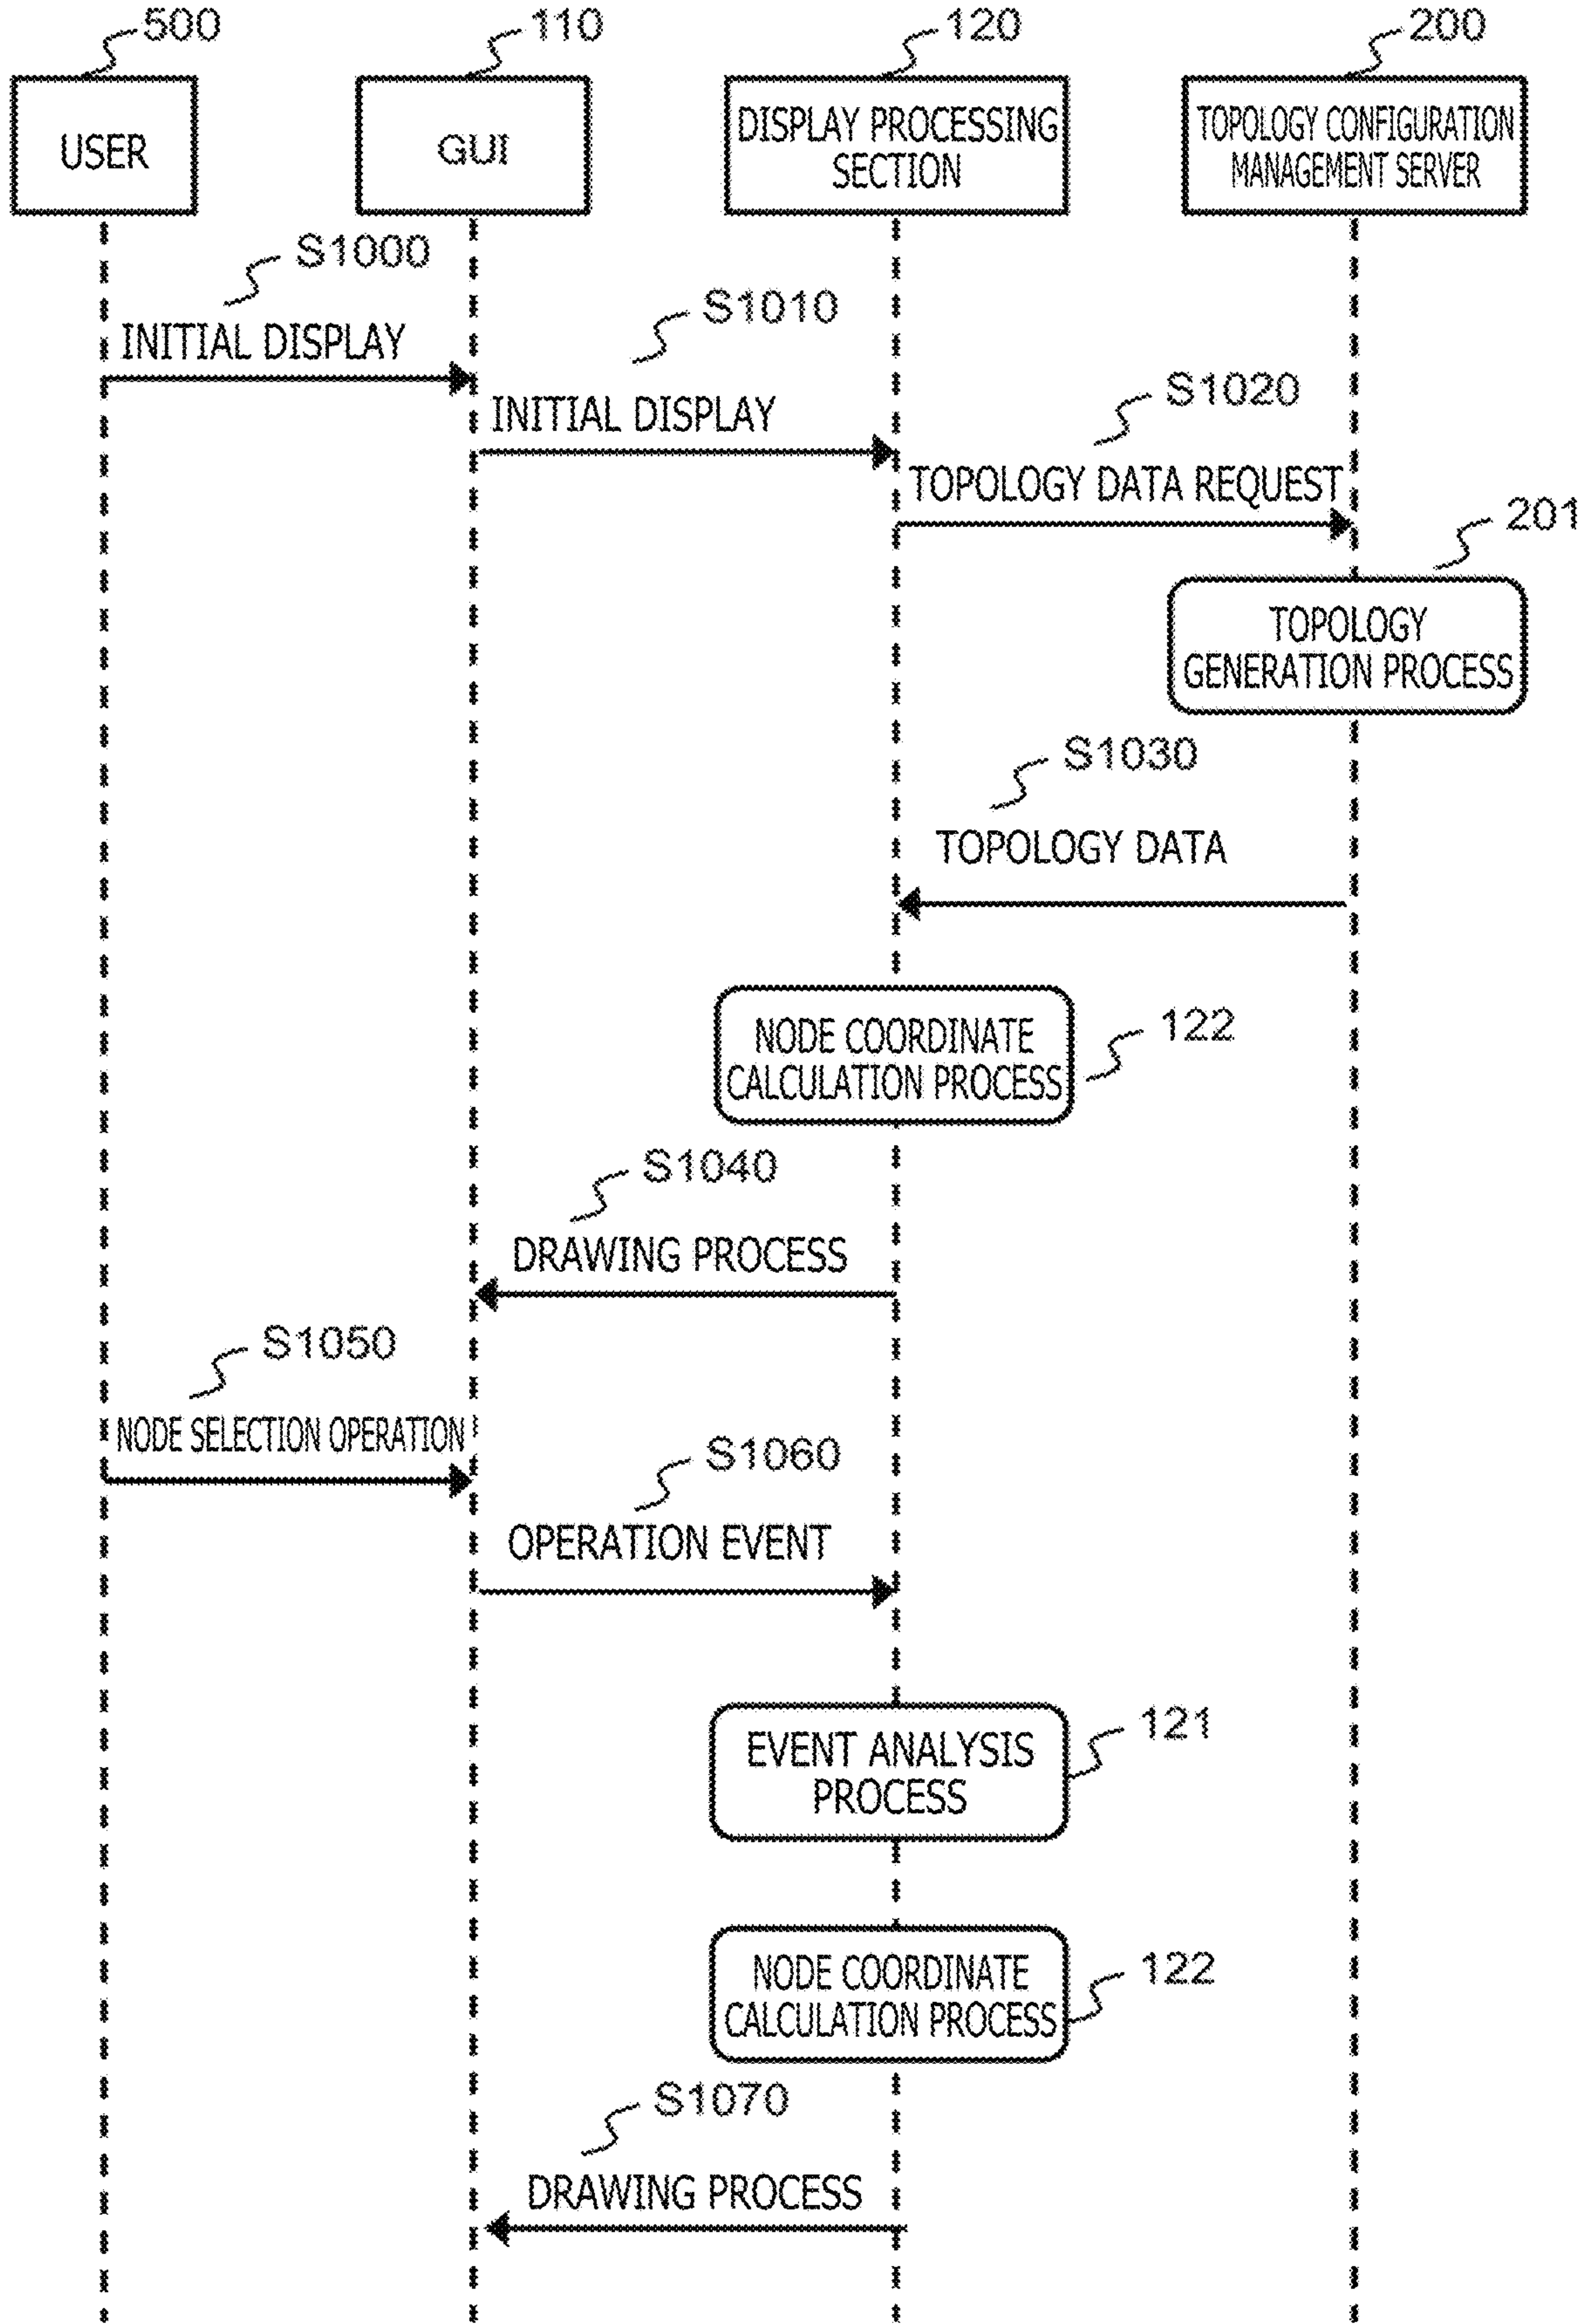 500
110
120
200
USER
GUI
DISPLAY PROCESSING
SECTION
TOPOLOGY CONFIGURATION
MANAGEMENT SERVER
S1000
INITIAL DISPLAY
S1010
INITIAL DISPLAY
S1020
TOPOLOGY DATA REQUEST
201
TOPOLOGY
GENERATION PROCESS
S1030
TOPOLOGY DATA
NODE COORDINATE
CALCULATION PROCESS
122
S1040
DRAWING PROCESS
S1050
NODE SELECTION OPERATION
S1060
OPERATION EVENT
EVENT ANALYSIS
PROCESS
121
NODE COORDINATE
CALCULATION PROCESS
122
S1070
DRAWING PROCESS